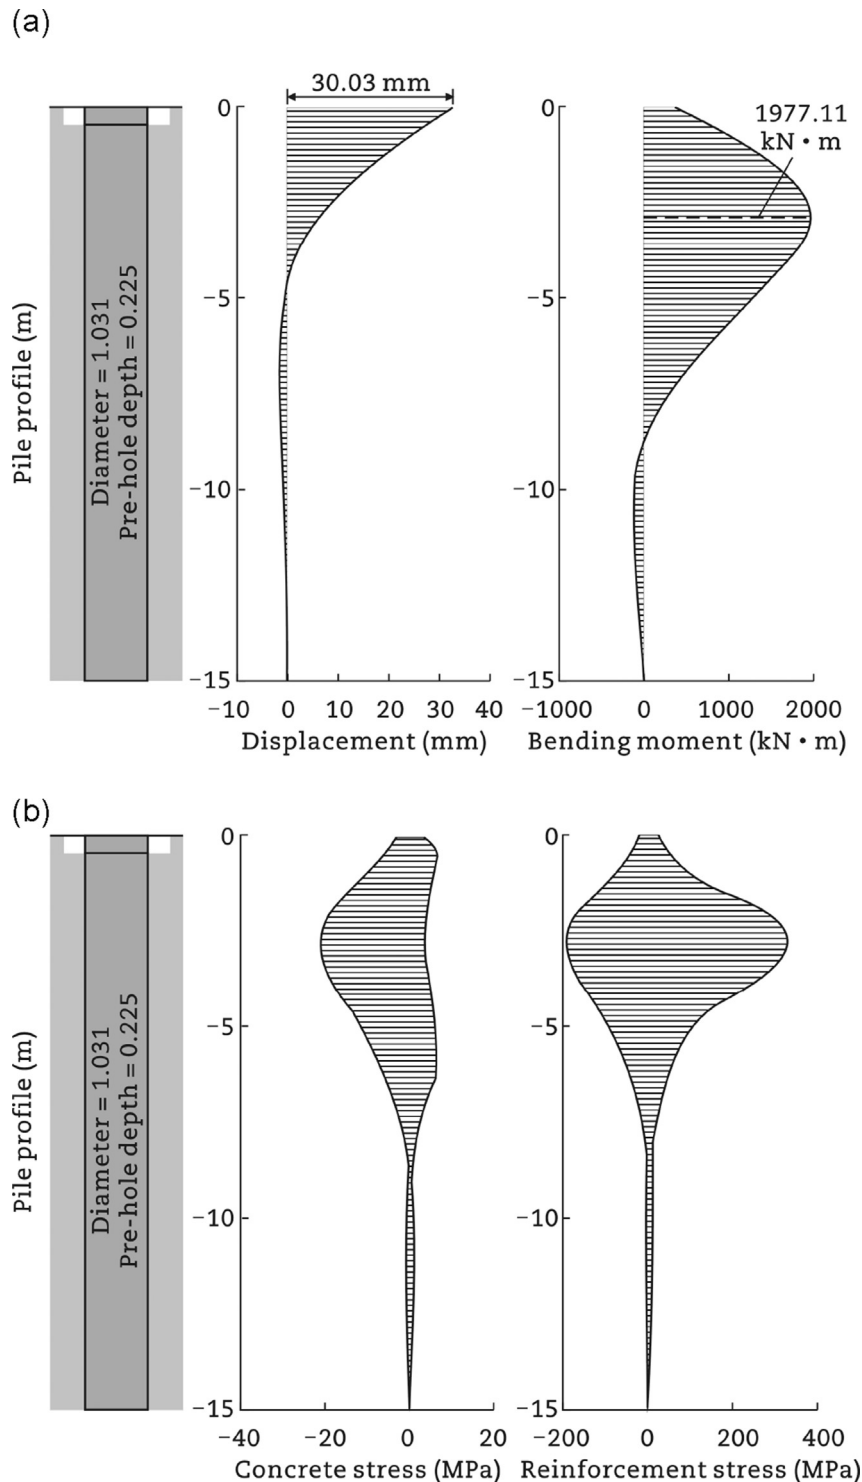 (a)
30.03 mm
1977.11
kN • m
0
−5
−10
−15
0
−5
−10
−15
Pile profile (m)
Diameter = 1.031
Pre-hole depth = 0.225
−10 0 10 20 30 40
Displacement (mm)
−1000 0 1000 2000
Bending moment (kN • m)
(b)
0
−5
−10
−15
0
−5
−10
−15
Pile profile (m)
Diameter = 1.031
Pre-hole depth = 0.225
−40 −20 0 20
Concrete stress (MPa)
−200 0 200 400
Reinforcement stress (MPa)